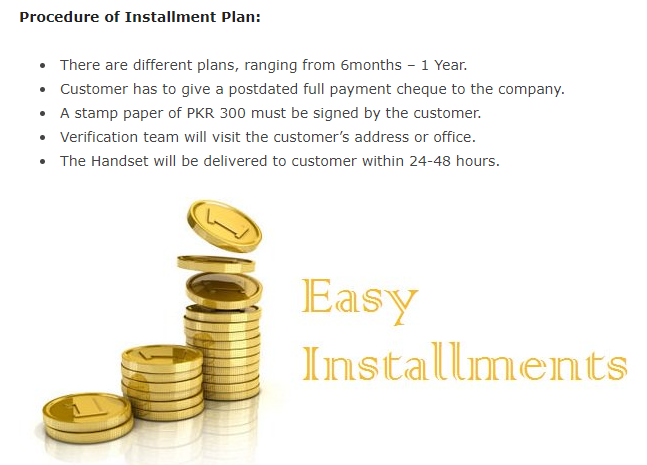 Procedure of Installment Plan:
There are different plans, ranging from 6months – 1 Year.
Customer has to give a postdated full payment cheque to the company.
A stamp paper of PKR 300 must be signed by the customer.
Verification team will visit the customer’s address or office.
The Handset will be delivered to customer within 24-48 hours.
Easy
Installments